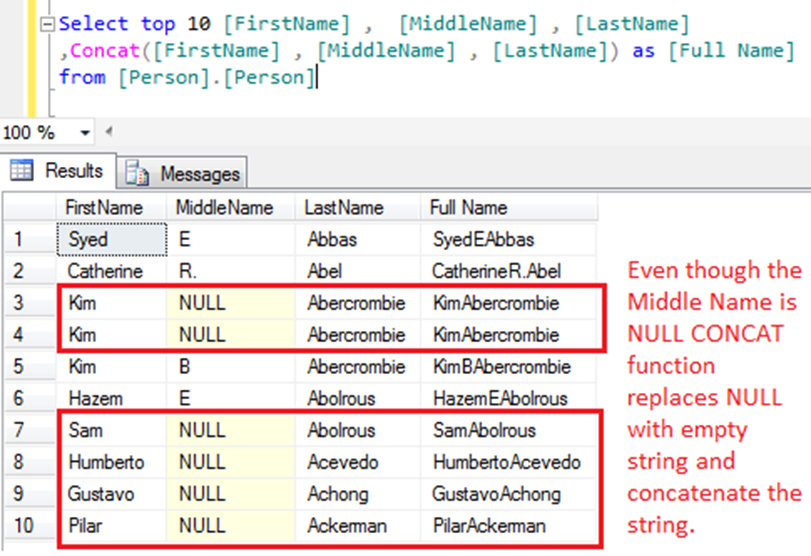 Select top 10 [FirstName] , [MiddleName] , [LastName]
,Concat([FirstName] , [MiddleName] , [LastName]) as [Full Name]
from [Person].[Person]
100 %
Results Messages
FirstName MiddleName LastName Full Name
1 Syed E Abbas SyedEAbbas
2 Catherine R. Abel CatherineR.Abel
3 Kim NULL Abercrombie KimAbercrombie
4 Kim NULL Abercrombie KimAbercrombie
5 Kim B Abercrombie KimBAbercrombie
6 Hazem E Abolrous HazemEAbolrous
7 Sam NULL Abolrous SamAbolrous
8 Humberto NULL Acevedo HumbertoAcevedo
9 Gustavo NULL Achong GustavoAchong
10 Pilar NULL Ackerman PilarAckerman
Even though the
Middle Name is
NULL CONCAT
function
replaces NULL
with empty
string and
concatenate the
string.